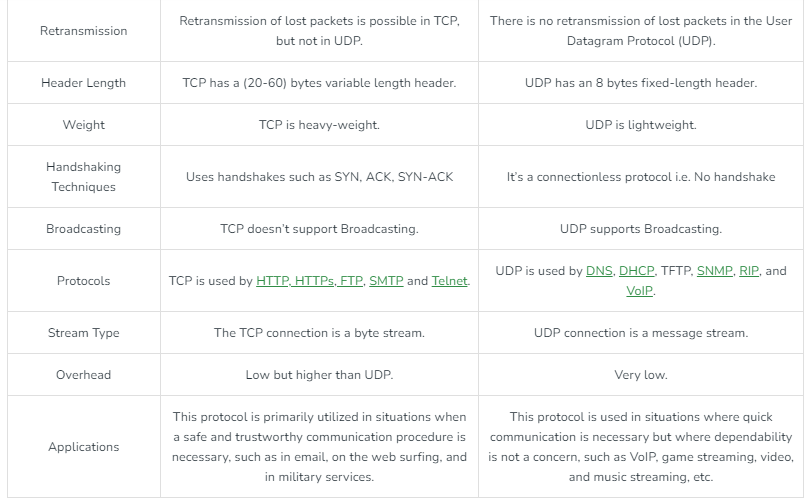 Retransmission
Retransmission of lost packets is possible in TCP,
but not in UDP.
There is no retransmission of lost packets in the User
Datagram Protocol (UDP).
Header Length
TCP has a (20-60) bytes variable length header.
UDP has an 8 bytes fixed-length header.
Weight
TCP is heavy-weight.
UDP is lightweight.
Handshaking
Techniques
Uses handshakes such as SYN, ACK, SYN-ACK
It's a connectionless protocol i.e. No handshake
Broadcasting
TCP doesn't support Broadcasting.
UDP supports Broadcasting.
Protocols
TCP is used by HTTP, HTTPs, FTP, SMTP and Telnet.
UDP is used by DNS, DHCP, TFTP, SNMP, RIP, and
VoIP.
Stream Type
The TCP connection is a byte stream.
UDP connection is a message stream.
Overhead
Low but higher than UDP.
Very low.
Applications
This protocol is primarily utilized in situations when
a safe and trustworthy communication procedure is
necessary, such as in email, on the web surfing, and
in military services.
This protocol is used in situations where quick
communication is necessary but where dependability
is not a concern, such as VoIP, game streaming, video,
and music streaming, etc.